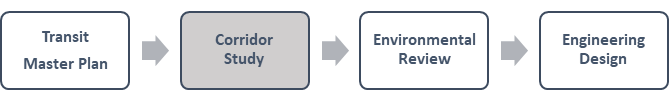 Transit
Master Plan
Corridor
Study
Environmental
Review
Engineering
Design